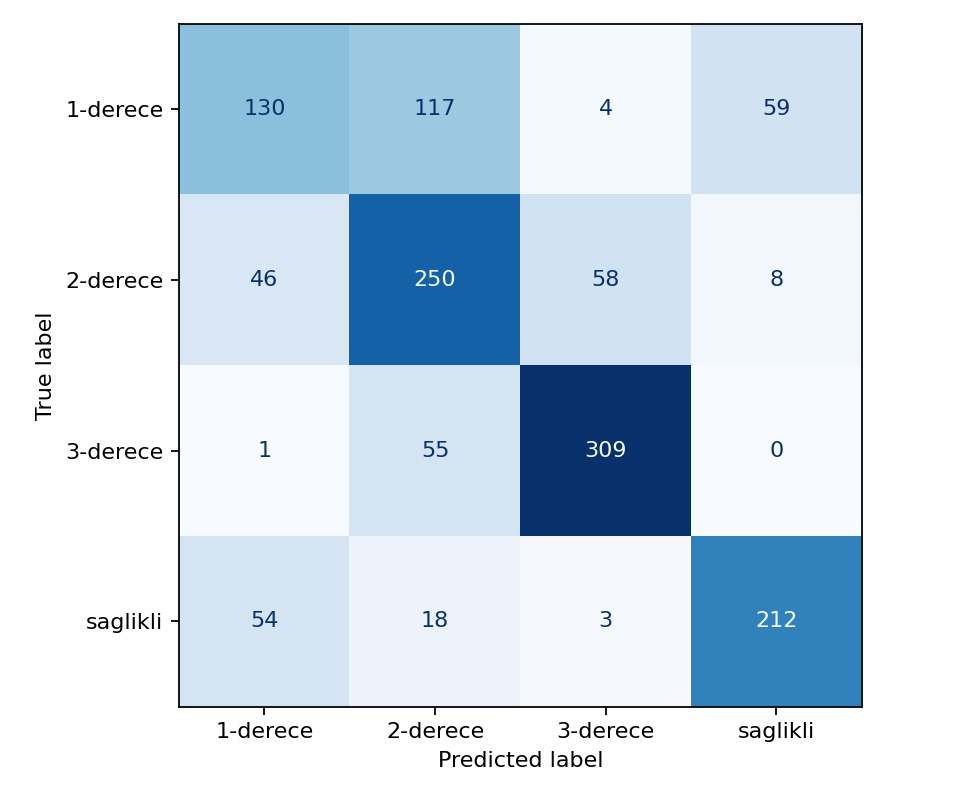 1-derece 130 117 4 59
2-derece 46 250 58 8
3-derece 1 55 309 0
saglikli 54 18 3 212
True label
1-derece 2-derece 3-derece saglikli
Predicted label